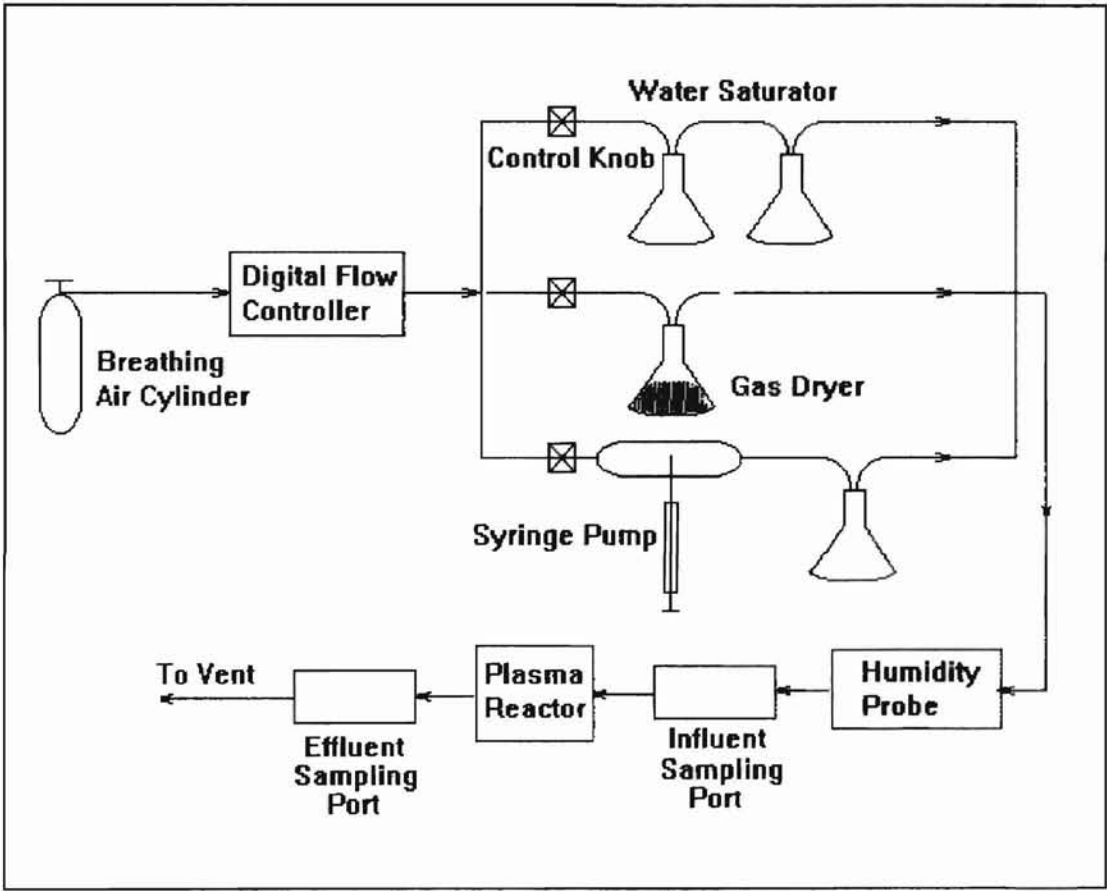 Water Saturator
Control Knob
Digital Flow
Controller
Breathing
Air Cylinder
Gas Dryer
Syringe Pump
To Vent
Plasma
Reactor
Humidity
Probe
Effluent
Sampling
Port
Influent
Sampling
Port